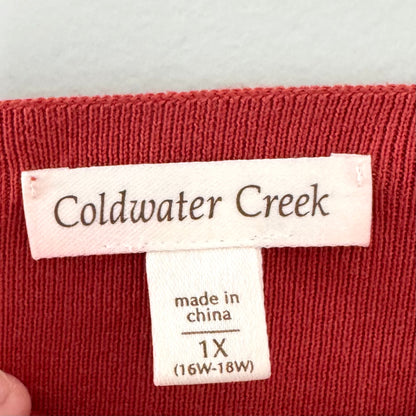 Coldwater Creek
made in
china
1X
(16W-18W)